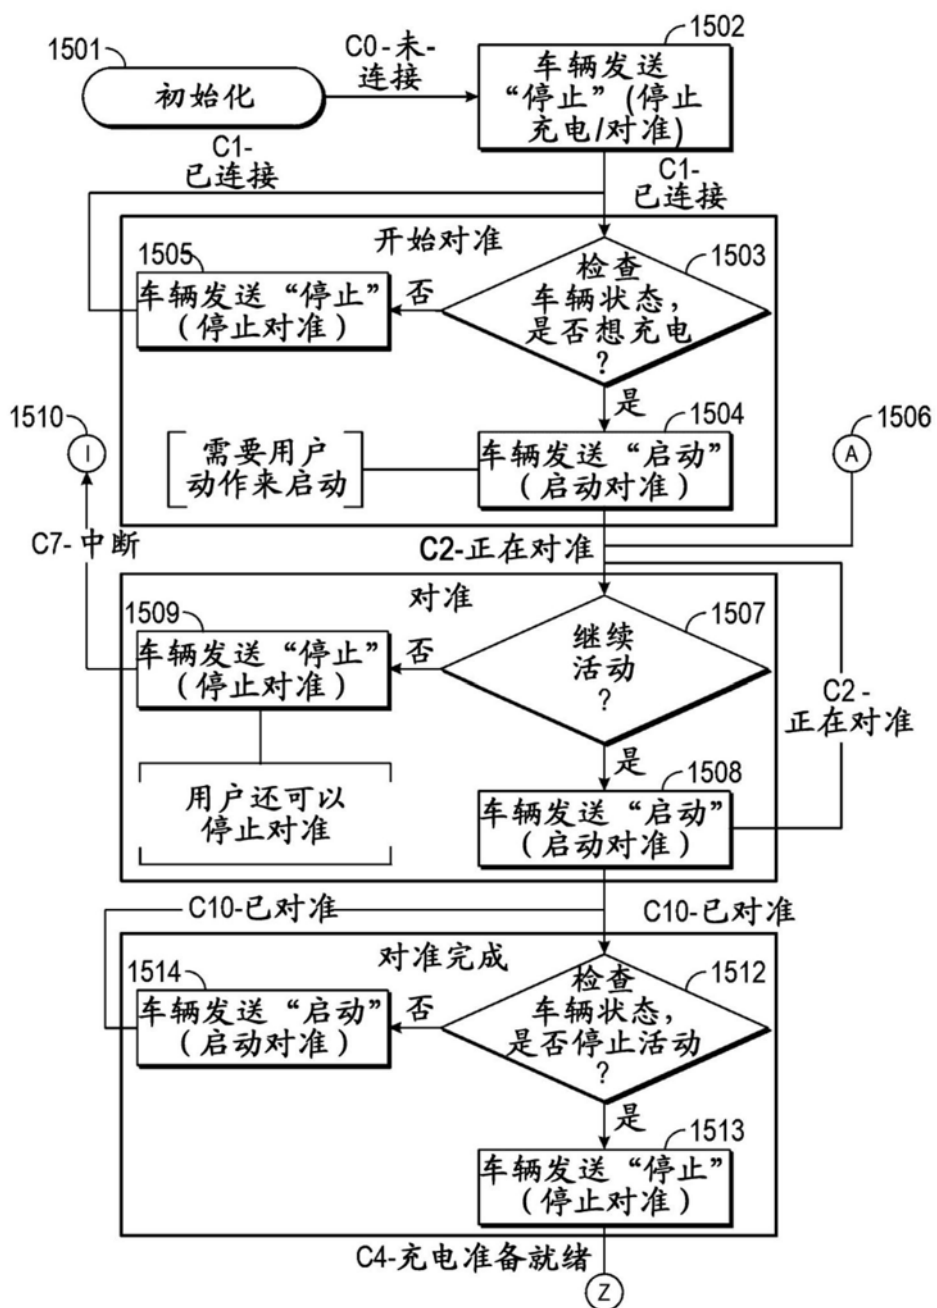 1501
初始化
C0-未-
连接
1502
车辆发送
“停止”(停止
充电/对准)
C1-
已连接
C1-
已连接
开始对准
1505
车辆发送“停止”
(停止对准)
否
1503
检查
车辆状态,
是否想充电
?
是
1504
车辆发送“启动”
(启动对准)
需要用户
动作来启动
1510
I
1506
A
C7-中断
C2-正在对准
对准
1509
车辆发送“停止”
(停止对准)
否
1507
继续
活动
?
C2-
正在对准
是
1508
车辆发送“启动”
(启动对准)
用户还可以
停止对准
C10-已对准
C10-已对准
对准完成
1514
车辆发送“启动”
(启动对准)
否
1512
检查
车辆状态,
是否停止活动
?
是
1513
车辆发送“停止”
(停止对准)
C4-充电准备就绪
Z